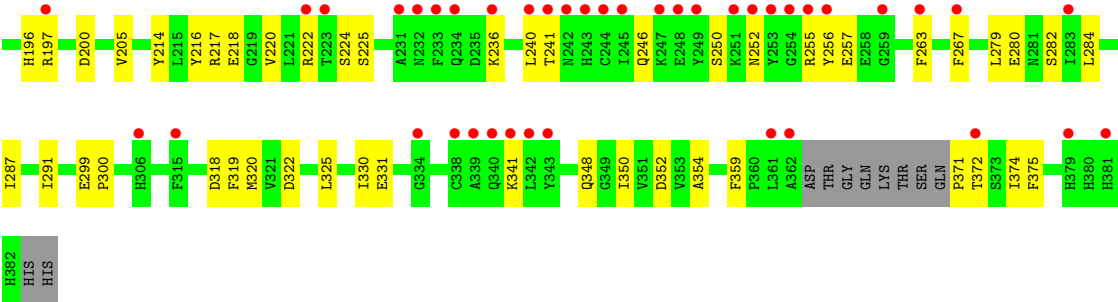 H196 R197 D200 V205 Y214 L215 Y216 R217 E218 G219 V220 L221 R222 T223 S224 S225 A231 N232 F233 Q234 D235 K236 L240 T241 N242 H243 C244 I245 Q246 K247 E248 Y249 S250 K251 N252 Y253 G254 R255 Y256 E257 E258 G259 F263 F267 L279 E280 N281 S282 I283 L284
I287 I291 E299 P300 H306 F315 D318 F319 M320 V321 D322 L325 I330 E331 G334 C338 A339 Q340 K341 L342 Y343 Q348 G349 I350 V351 D352 V353 A354 F359 P360 L361 A362 ASP THR GLY GLN LYS THR SER GLN P371 T372 S373 I374 F375 H379 H380 H381
H382 HIS HIS